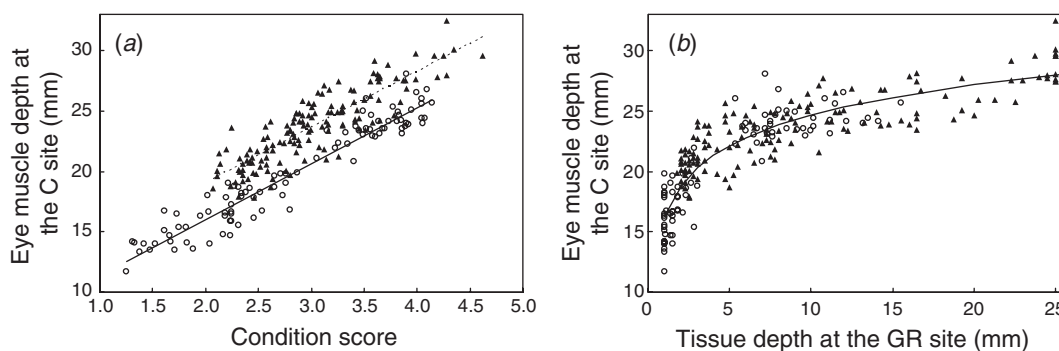 (a)
Eye muscle depth at
the C site (mm)
30
25
20
15
10
1.0 1.5 2.0 2.5 3.0 3.5 4.0 4.5 5.0
Condition score
(b)
Eye muscle depth at
the C site (mm)
30
25
20
15
10
0 5 10 15 20 25
Tissue depth at the GR site (mm)